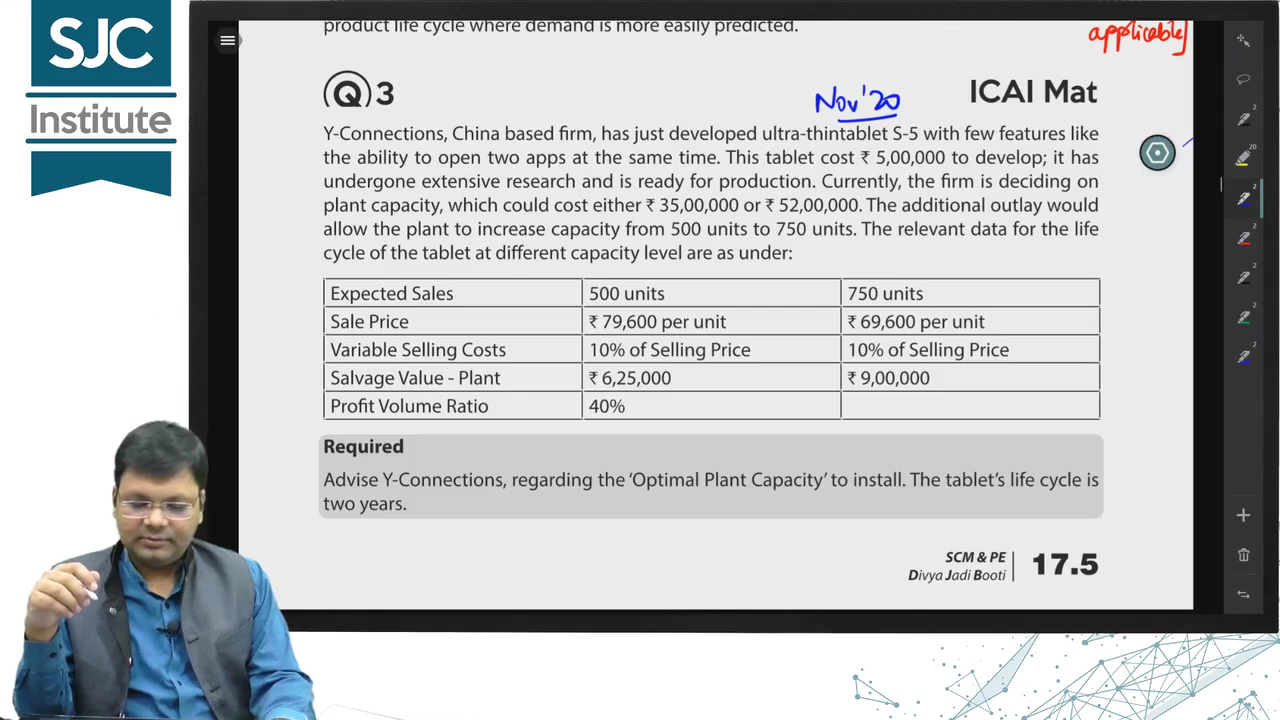 SJC
Institute
product life cycle where demand is more easily predicted.
applicable]
Q 3
Nov'20
ICAI Mat
Y-Connections, China based firm, has just developed ultra-thintablet S-5 with few features like
the ability to open two apps at the same time. This tablet cost ₹ 5,00,000 to develop; it has
undergone extensive research and is ready for production. Currently, the firm is deciding on
plant capacity, which could cost either ₹ 35,00,000 or ₹ 52,00,000. The additional outlay would
allow the plant to increase capacity from 500 units to 750 units. The relevant data for the life
cycle of the tablet at different capacity level are as under:
Expected Sales 500 units 750 units
Sale Price ₹ 79,600 per unit ₹ 69,600 per unit
Variable Selling Costs 10% of Selling Price 10% of Selling Price
Salvage Value - Plant ₹ 6,25,000 ₹ 9,00,000
Profit Volume Ratio 40%
Required
Advise Y-Connections, regarding the ‘Optimal Plant Capacity’ to install. The tablet’s life cycle is
two years.
SCM & PE
Divya Jadi Booti
17.5